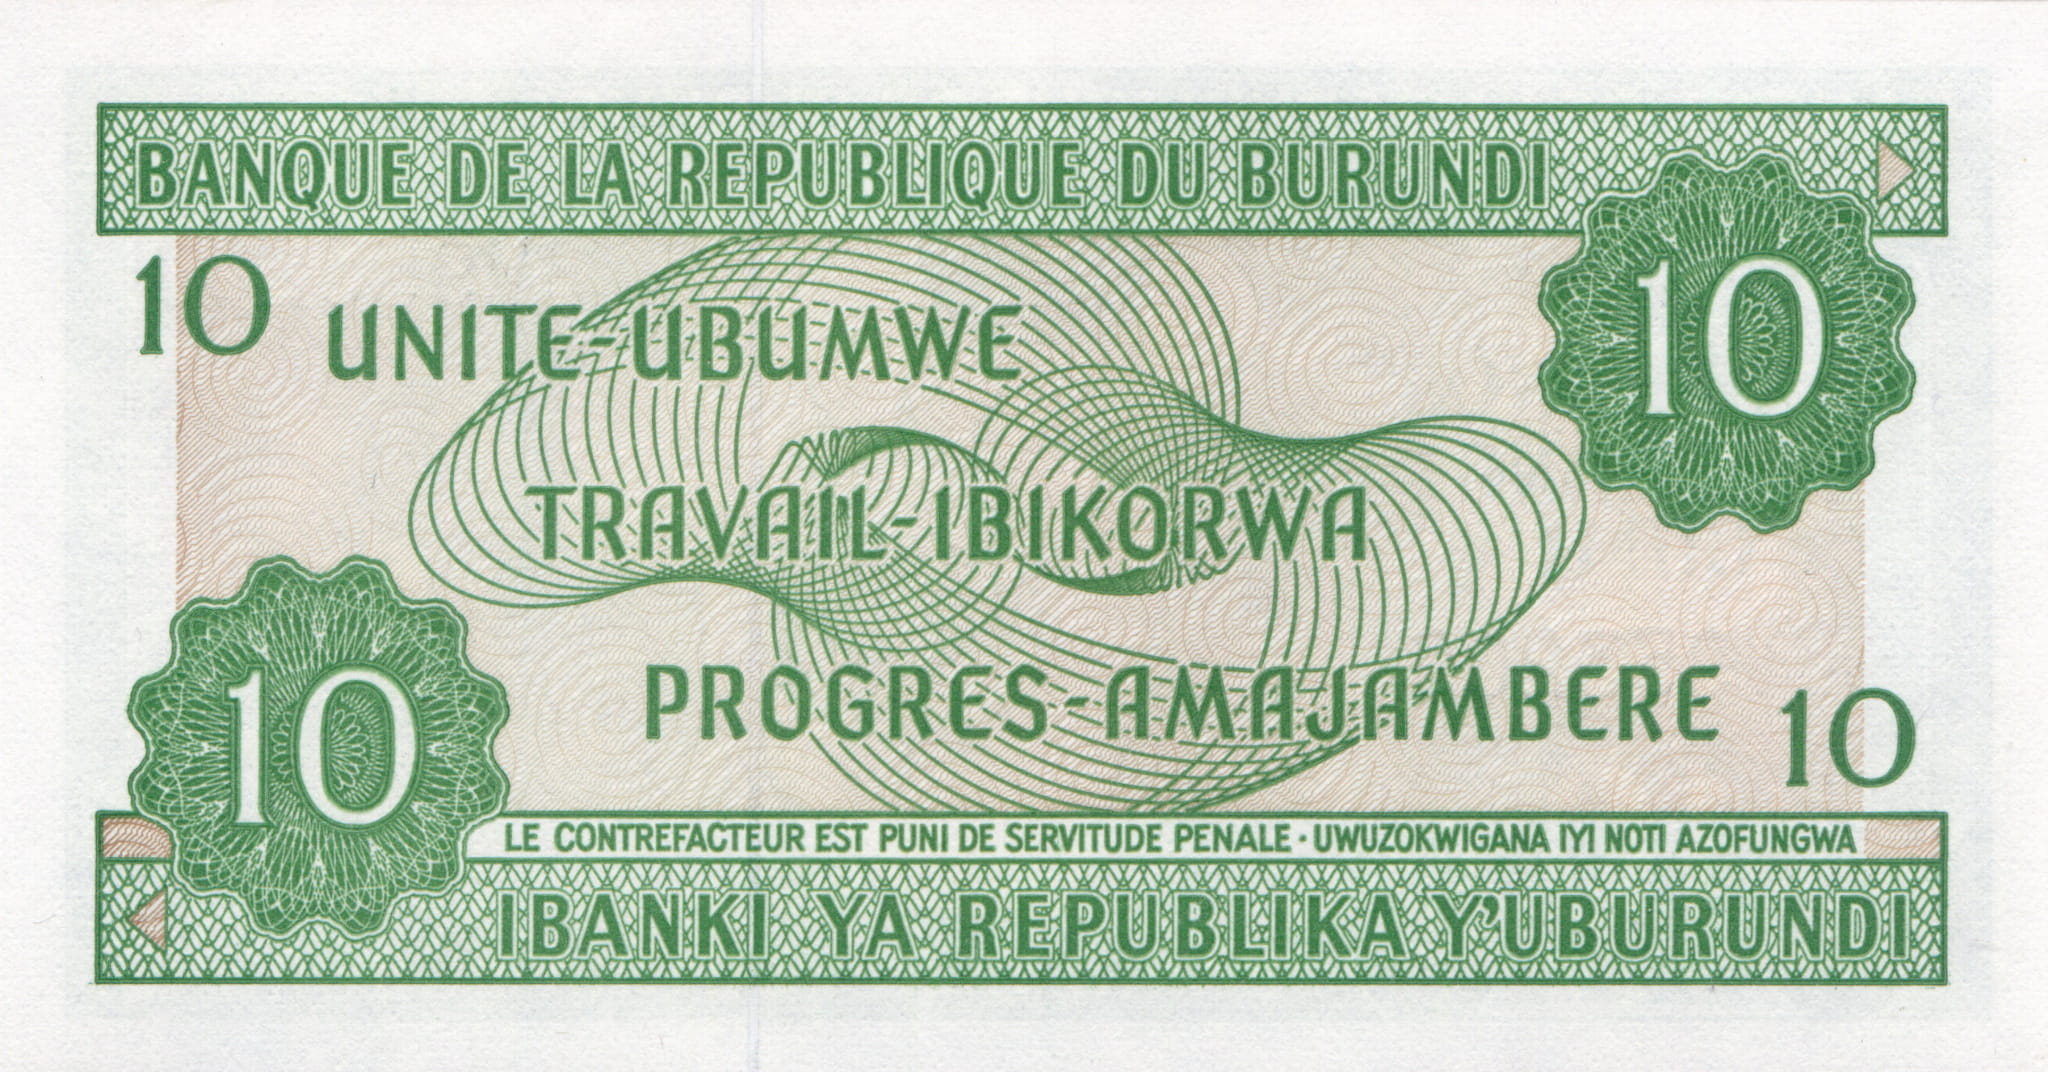 BANQUE DE LA REPUBLIQUE DU BURUNDI
10
10
UNITE-UBUMWE
TRAVAIL-IBIKORWA
PROGRES-AMAJAMBERE
10
10
LE CONTREFACTEUR EST PUNI DE SERVITUDE PENALE · UWUZOKWIGANA IYI NOTI AZOFUNGWA
IBANKI YA REPUBLIKA Y'UBURUNDI